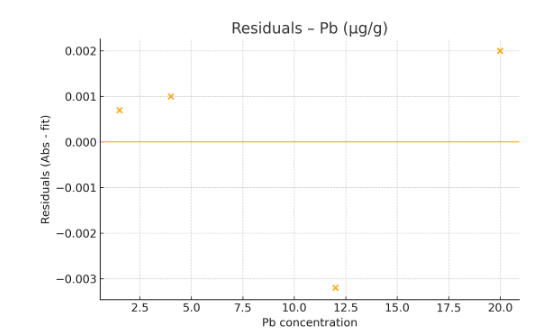 Residuals – Pb (µg/g)
0.002
0.001
0.000
−0.001
−0.002
−0.003
Residuals (Abs - fit)
2.5 5.0 7.5 10.0 12.5 15.0 17.5 20.0
Pb concentration